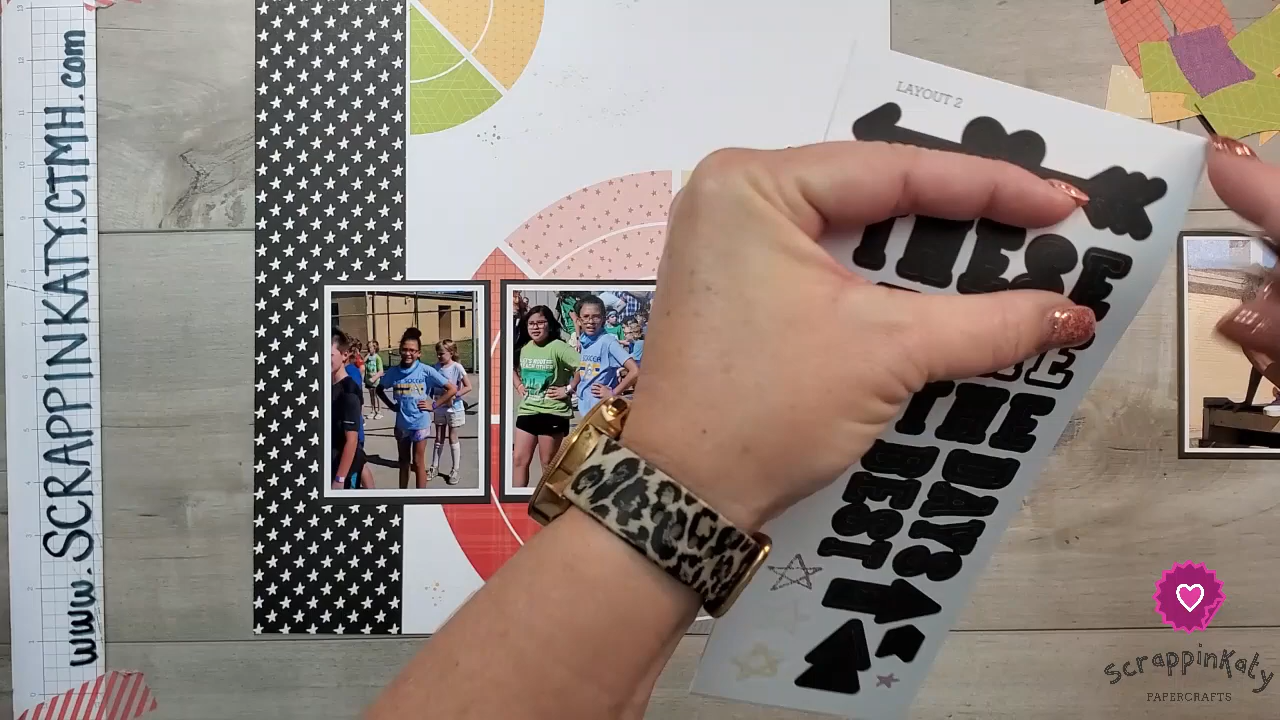 www.SCRAPPINKATY.CTMH.com
LAYOUT 2
THESE
THE DAYS
BEST
scrappinKaty
PAPERCRAFTS